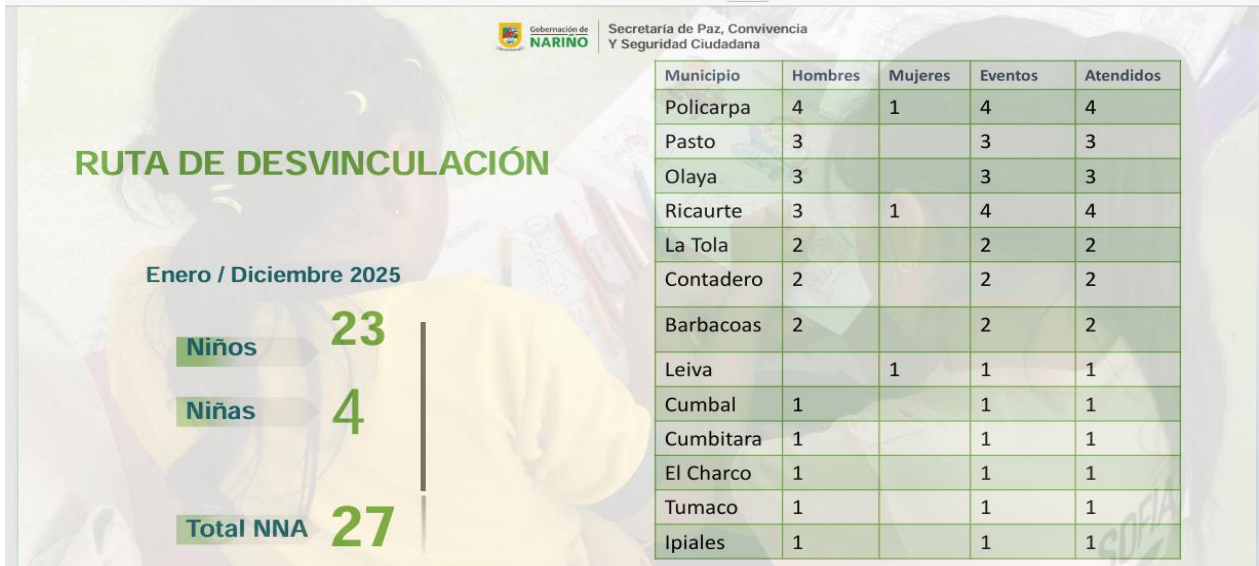 Gobernación de
NARIÑO
Secretaría de Paz, Convivencia
Y Seguridad Ciudadana
RUTA DE DESVINCULACIÓN
Enero / Diciembre 2025
Niños 23
Niñas 4
Total NNA 27
Municipio Hombres Mujeres Eventos Atendidos
Policarpa 4 1 4 4
Pasto 3 3 3
Olaya 3 3 3
Ricaurte 3 1 4 4
La Tola 2 2 2
Contadero 2 2 2
Barbacoas 2 2 2
Leiva 1 1 1
Cumbal 1 1 1
Cumbitara 1 1 1
El Charco 1 1 1
Tumaco 1 1 1
Ipiales 1 1 1
SOFIA